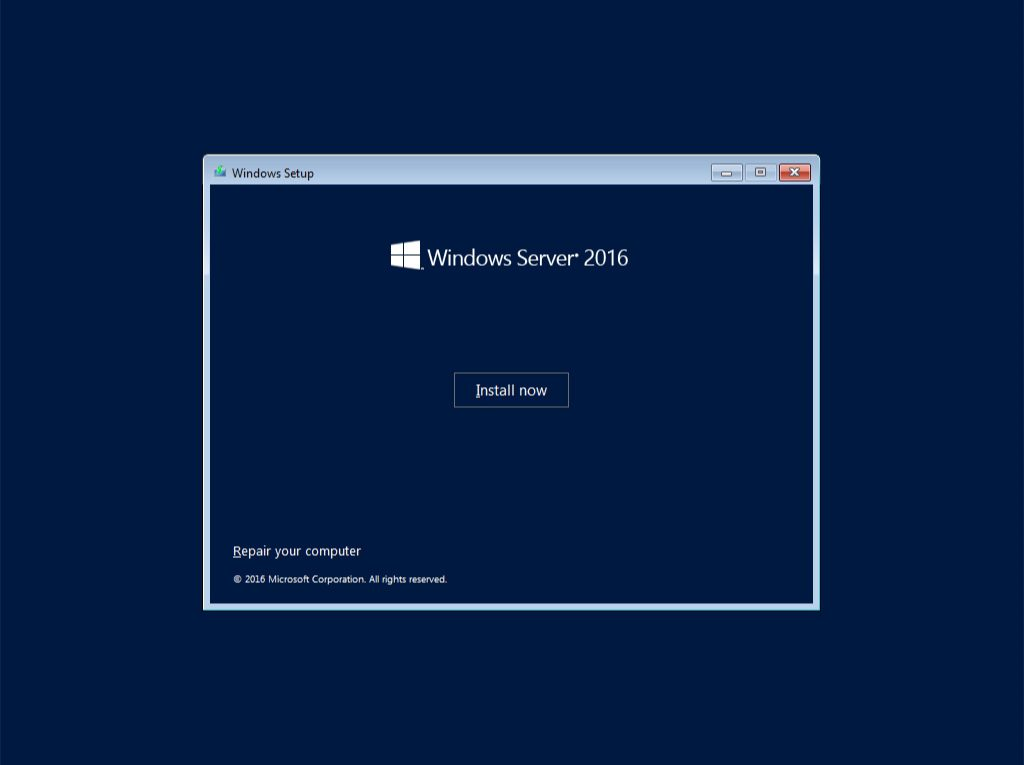 Windows Setup
Windows Server® 2016
Install now
Repair your computer
© 2016 Microsoft Corporation. All rights reserved.